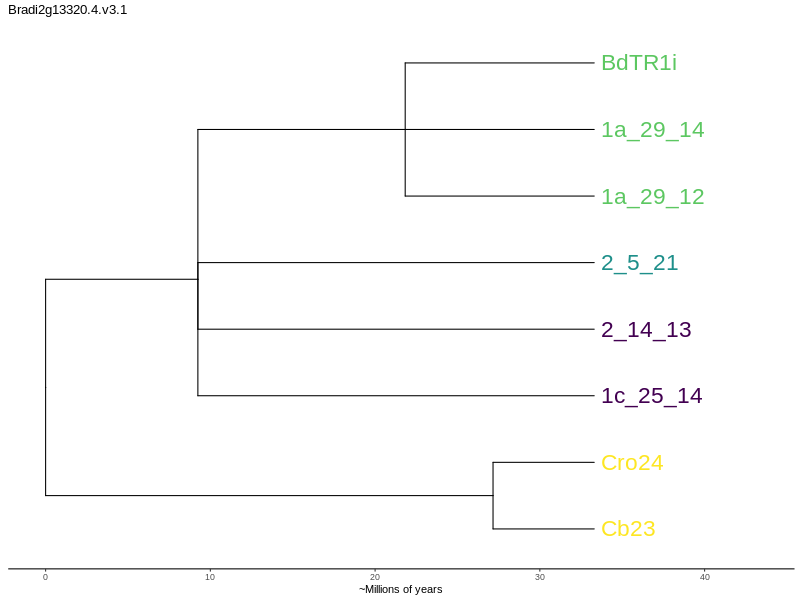 Bradi2g13320.4.v3.1
BdTR1i
1a_29_14
1a_29_12
2_5_21
2_14_13
1c_25_14
Cro24
Cb23
0 10 20 30 40
~Millions of years